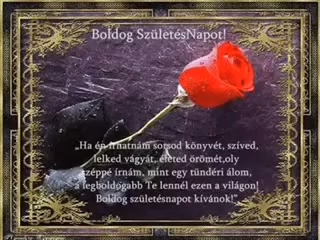 Boldog SzületésNapot!
„Ha én írhatnám sorsod könyvét, szíved,
lelked vágyát, életed örömét,oly
széppé írnám, mint egy tündéri álom,
a legboldogabb Te lennél ezen a világon!
Boldog születésnapot kívánok!”